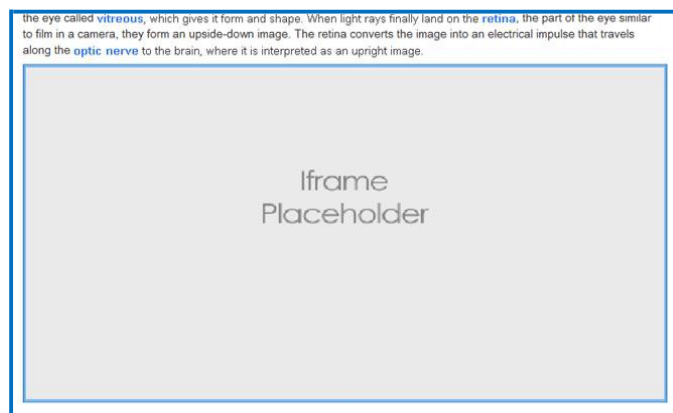 the eye called vitreous, which gives it form and shape. When light rays finally land on the retina, the part of the eye similar
to film in a camera, they form an upside-down image. The retina converts the image into an electrical impulse that travels
along the optic nerve to the brain, where it is interpreted as an upright image.
Iframe
Placeholder